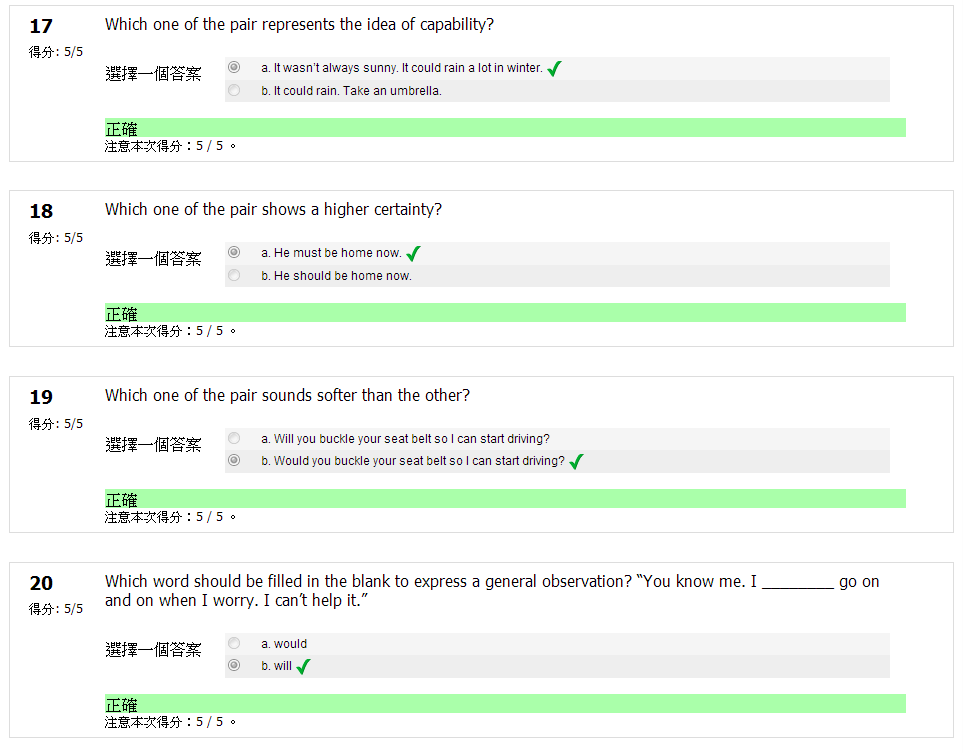 17
Which one of the pair represents the idea of capability?
得分: 5/5
選擇一個答案
a. It wasn't always sunny. It could rain a lot in winter.
b. It could rain. Take an umbrella.
正確
注意本次得分：5 / 5 。
18
Which one of the pair shows a higher certainty?
得分: 5/5
選擇一個答案
a. He must be home now.
b. He should be home now.
正確
注意本次得分：5 / 5 。
19
Which one of the pair sounds softer than the other?
得分: 5/5
選擇一個答案
a. Will you buckle your seat belt so I can start driving?
b. Would you buckle your seat belt so I can start driving?
正確
注意本次得分：5 / 5 。
20
Which word should be filled in the blank to express a general observation? “You know me. I _________ go on
and on when I worry. I can’t help it.”
得分: 5/5
選擇一個答案
a. would
b. will
正確
注意本次得分：5 / 5 。